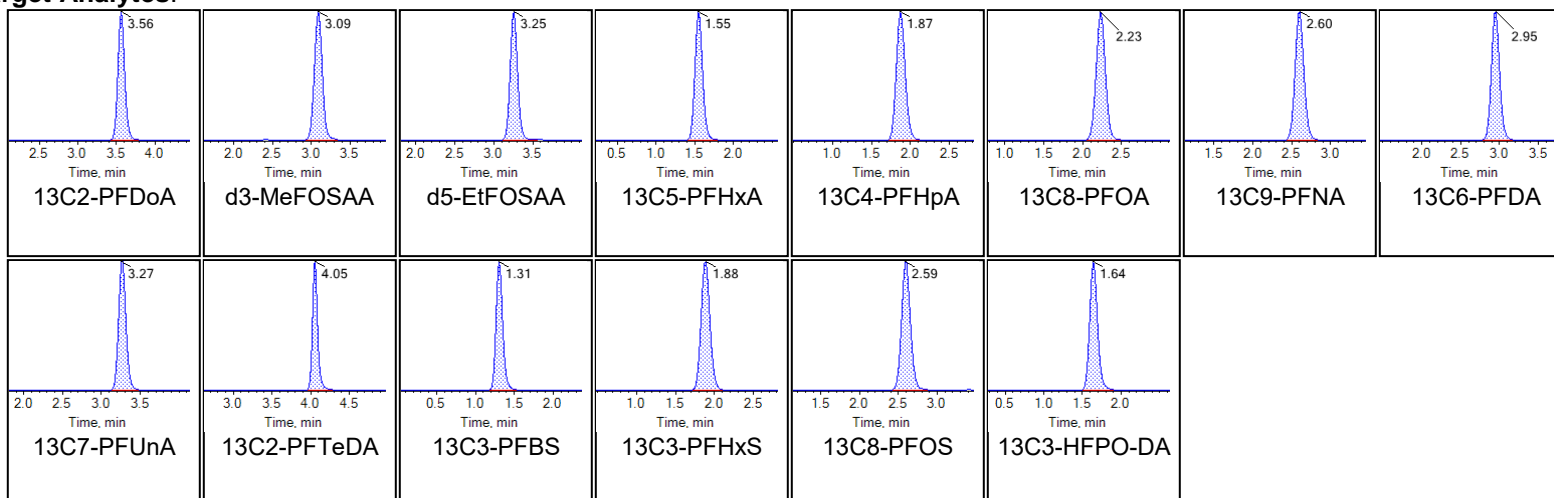 rget Analytes:
3.56 3.09 3.25 1.55 1.87 2.23 2.60 2.95
2.5 3.0 3.5 4.0 2.0 2.5 3.0 3.5 2.0 2.5 3.0 3.5 0.5 1.0 1.5 2.0 1.0 1.5 2.0 2.5 1.0 1.5 2.0 2.5 1.5 2.0 2.5 3.0 2.0 2.5 3.0 3.5
Time, min Time, min Time, min Time, min Time, min Time, min Time, min Time, min
13C2-PFDoA d3-MeFOSAA d5-EtFOSAA 13C5-PFHxA 13C4-PFHpA 13C8-PFOA 13C9-PFNA 13C6-PFDA
3.27 4.05 1.31 1.88 2.59 1.64
2.0 2.5 3.0 3.5 3.0 3.5 4.0 4.5 0.5 1.0 1.5 2.0 1.0 1.5 2.0 2.5 1.5 2.0 2.5 3.0 0.5 1.0 1.5 2.0
Time, min Time, min Time, min Time, min Time, min Time, min
13C7-PFUnA 13C2-PFTeDA 13C3-PFBS 13C3-PFHxS 13C8-PFOS 13C3-HFPO-DA